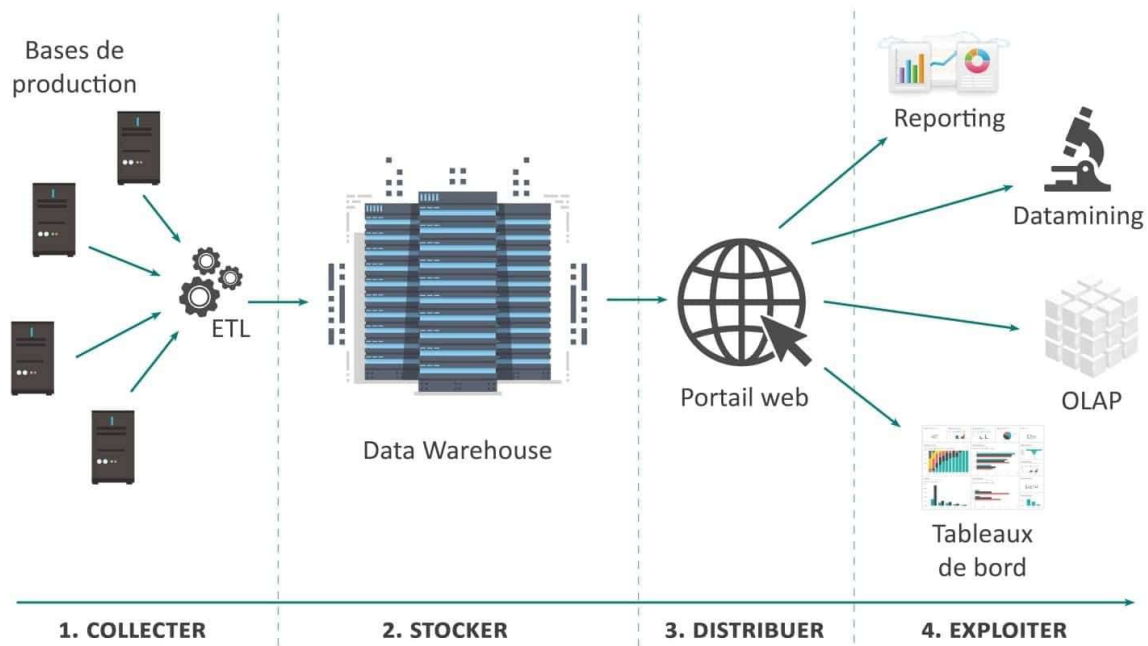 Bases de
production
ETL
Data Warehouse
Portail web
Reporting
Datamining
OLAP
Tableaux
de bord
1. COLLECTER
2. STOCKER
3. DISTRIBUER
4. EXPLOITER